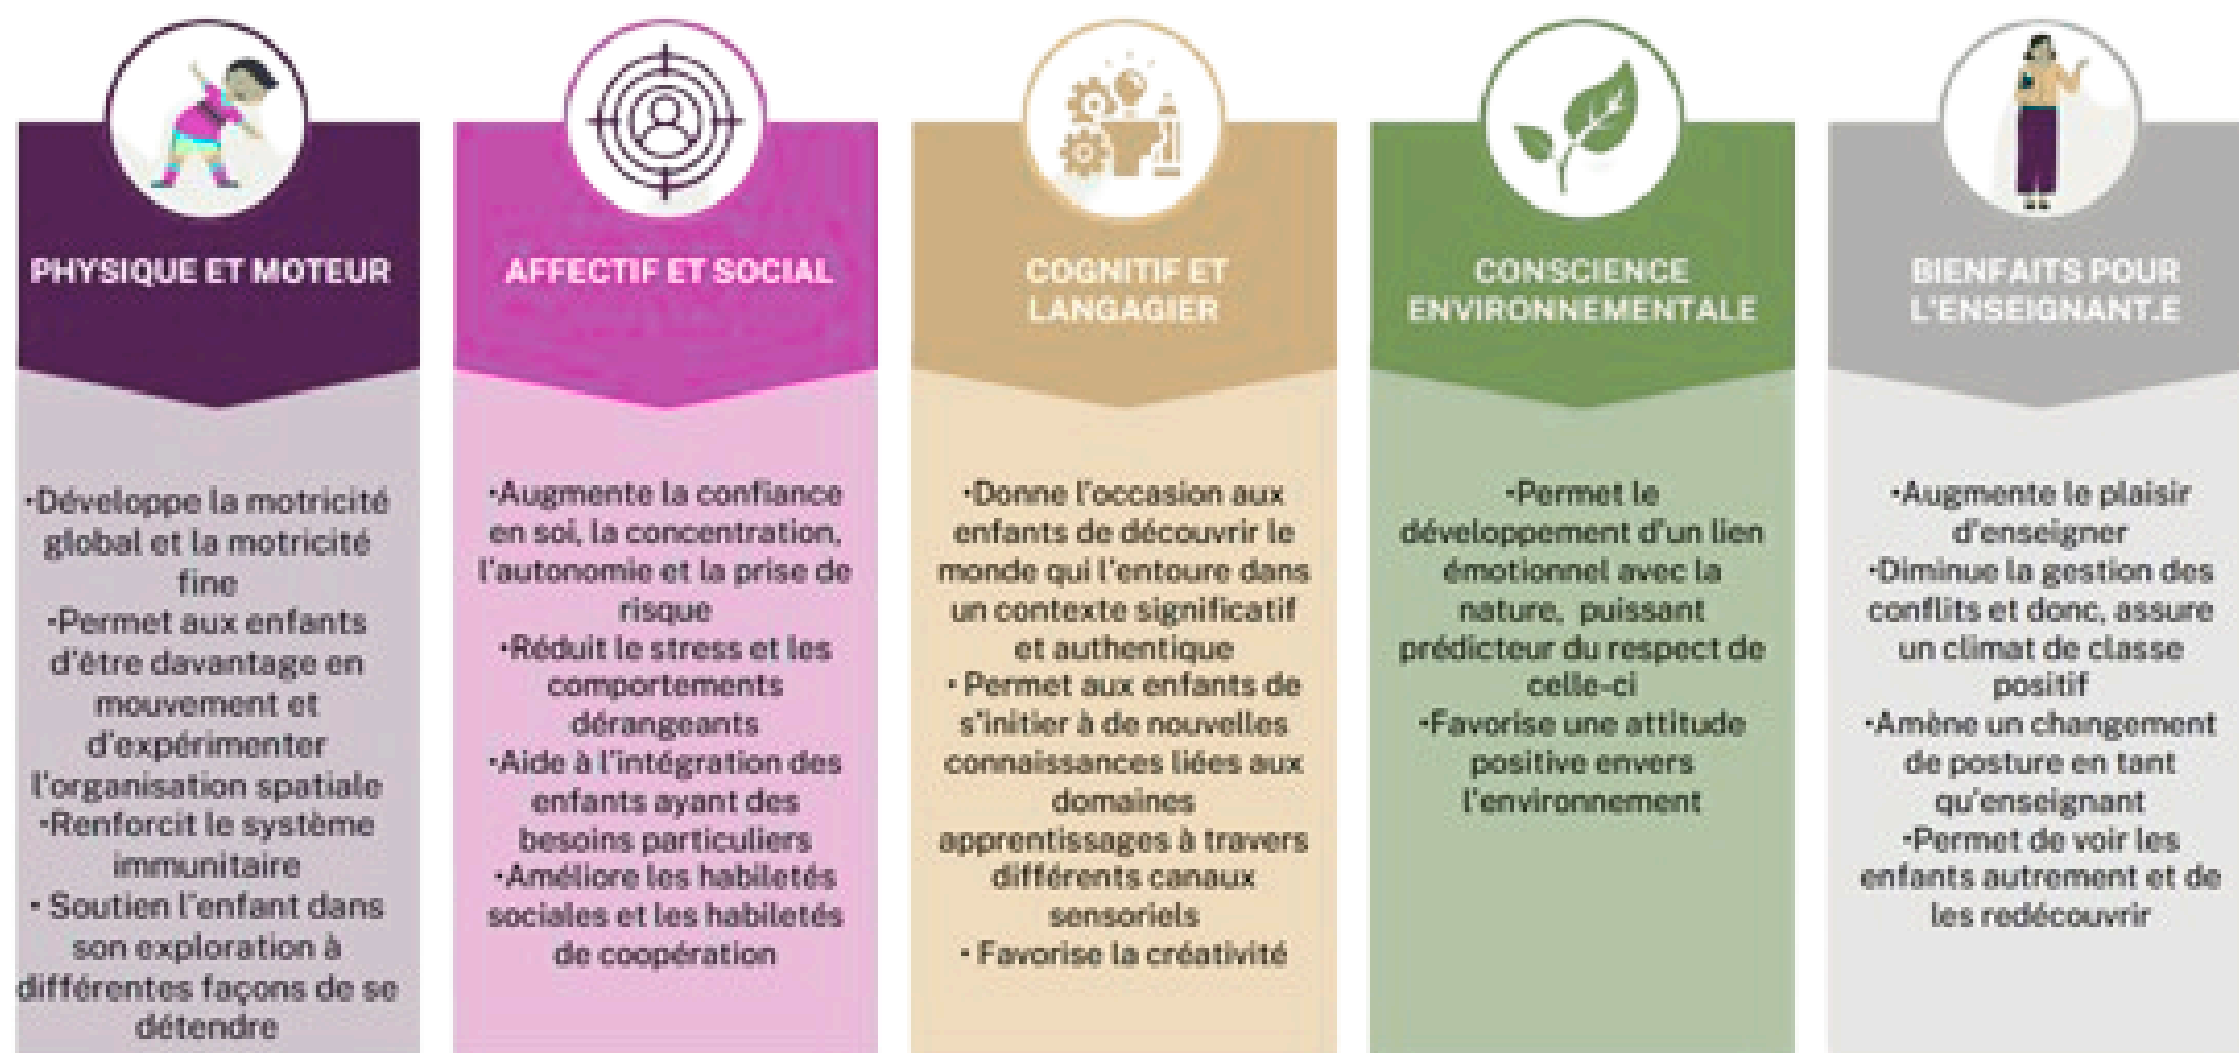 PHYSIQUE ET MOTEUR
•Développe la motricité
global et la motricité
fine
•Permet aux enfants
d'être davantage en
mouvement et
d'expérimenter
l'organisation spatiale
•Renforcit le système
immunitaire
• Soutien l'enfant dans
son exploration à
différentes façons de se
détendre
AFFECTIF ET SOCIAL
•Augmente la confiance
en soi, la concentration,
l'autonomie et la prise de
risque
•Réduit le stress et les
comportements
dérangeants
•Aide à l'intégration des
enfants ayant des
besoins particuliers
•Améliore les habiletés
sociales et les habiletés
de coopération
COGNITIF ET
LANGAGIER
•Donne l'occasion aux
enfants de découvrir le
monde qui l'entoure dans
un contexte significatif
et authentique
• Permet aux enfants de
s'initier à de nouvelles
connaissances liées aux
domaines
apprentissages à travers
différents canaux
sensoriels
• Favorise la créativité
CONSCIENCE
ENVIRONNEMENTALE
•Permet le
développement d'un lien
émotionnel avec la
nature, puissant
prédicteur du respect de
celle-ci
•Favorise une attitude
positive envers
l'environnement
BIENFAITS POUR
L'ENSEIGNANT.E
•Augmente le plaisir
d'enseigner
•Diminue la gestion des
conflits et donc, assure
un climat de classe
positif
•Amène un changement
de posture en tant
qu'enseignant
•Permet de voir les
enfants autrement et de
les redécouvrir